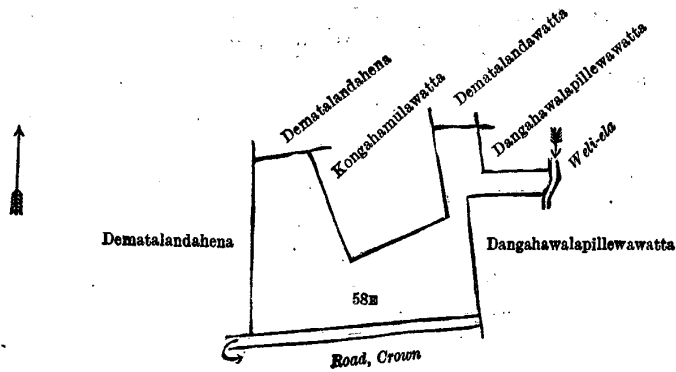 Dematalandahena
Kongahamulawatta
Dematalandawatta
Dangahawalapillewawatta
Weli-ela
Dematalandahena
Dangahawalapillewawatta
58E
Road, Crown